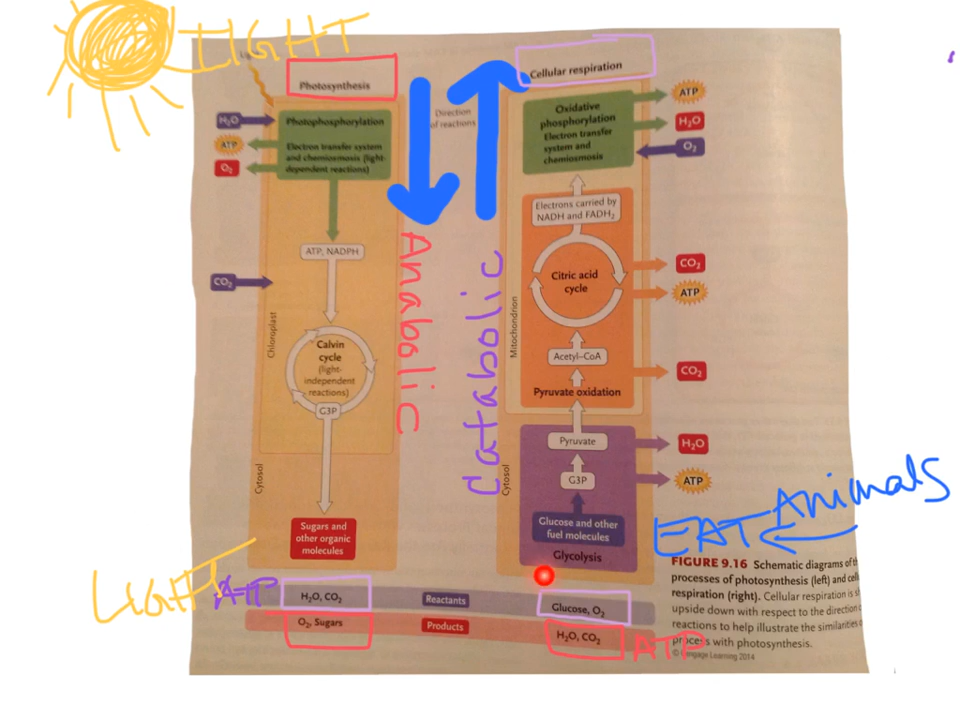 LIGHT
Photosynthesis
Photophosphorylation
Electron transfer system
and chemiosmosis (light-
dependent reactions)
H₂O
ATP
O₂
ATP, NADPH
CO₂
Chloroplast
Calvin
cycle
(light-
independent
reactions)
G3P
Cytosol
Sugars and
other organic
molecules
Direction
of reactions
Anabolic
Catabolic
Cellular respiration
Oxidative
phosphorylation
Electron transfer
system and
chemiosmosis
ATP
H₂O
O₂
Electrons carried by
NADH and FADH₂
Mitochondrion
Citric acid
cycle
CO₂
ATP
Acetyl–CoA
CO₂
Pyruvate oxidation
Cytosol
Pyruvate
H₂O
G3P
ATP
Glucose and other
fuel molecules
Glycolysis
Animals
EAT
LIGHT
ATP
H₂O, CO₂
Reactants
Glucose, O₂
O₂, Sugars
Products
H₂O, CO₂
ATP
FIGURE 9.16 Schematic diagrams of
processes of photosynthesis (left) and
respiration (right). Cellular respiration is
upside down with respect to the direction
reactions to help illustrate the similarities
process with photosynthesis.
© Cengage Learning 2014